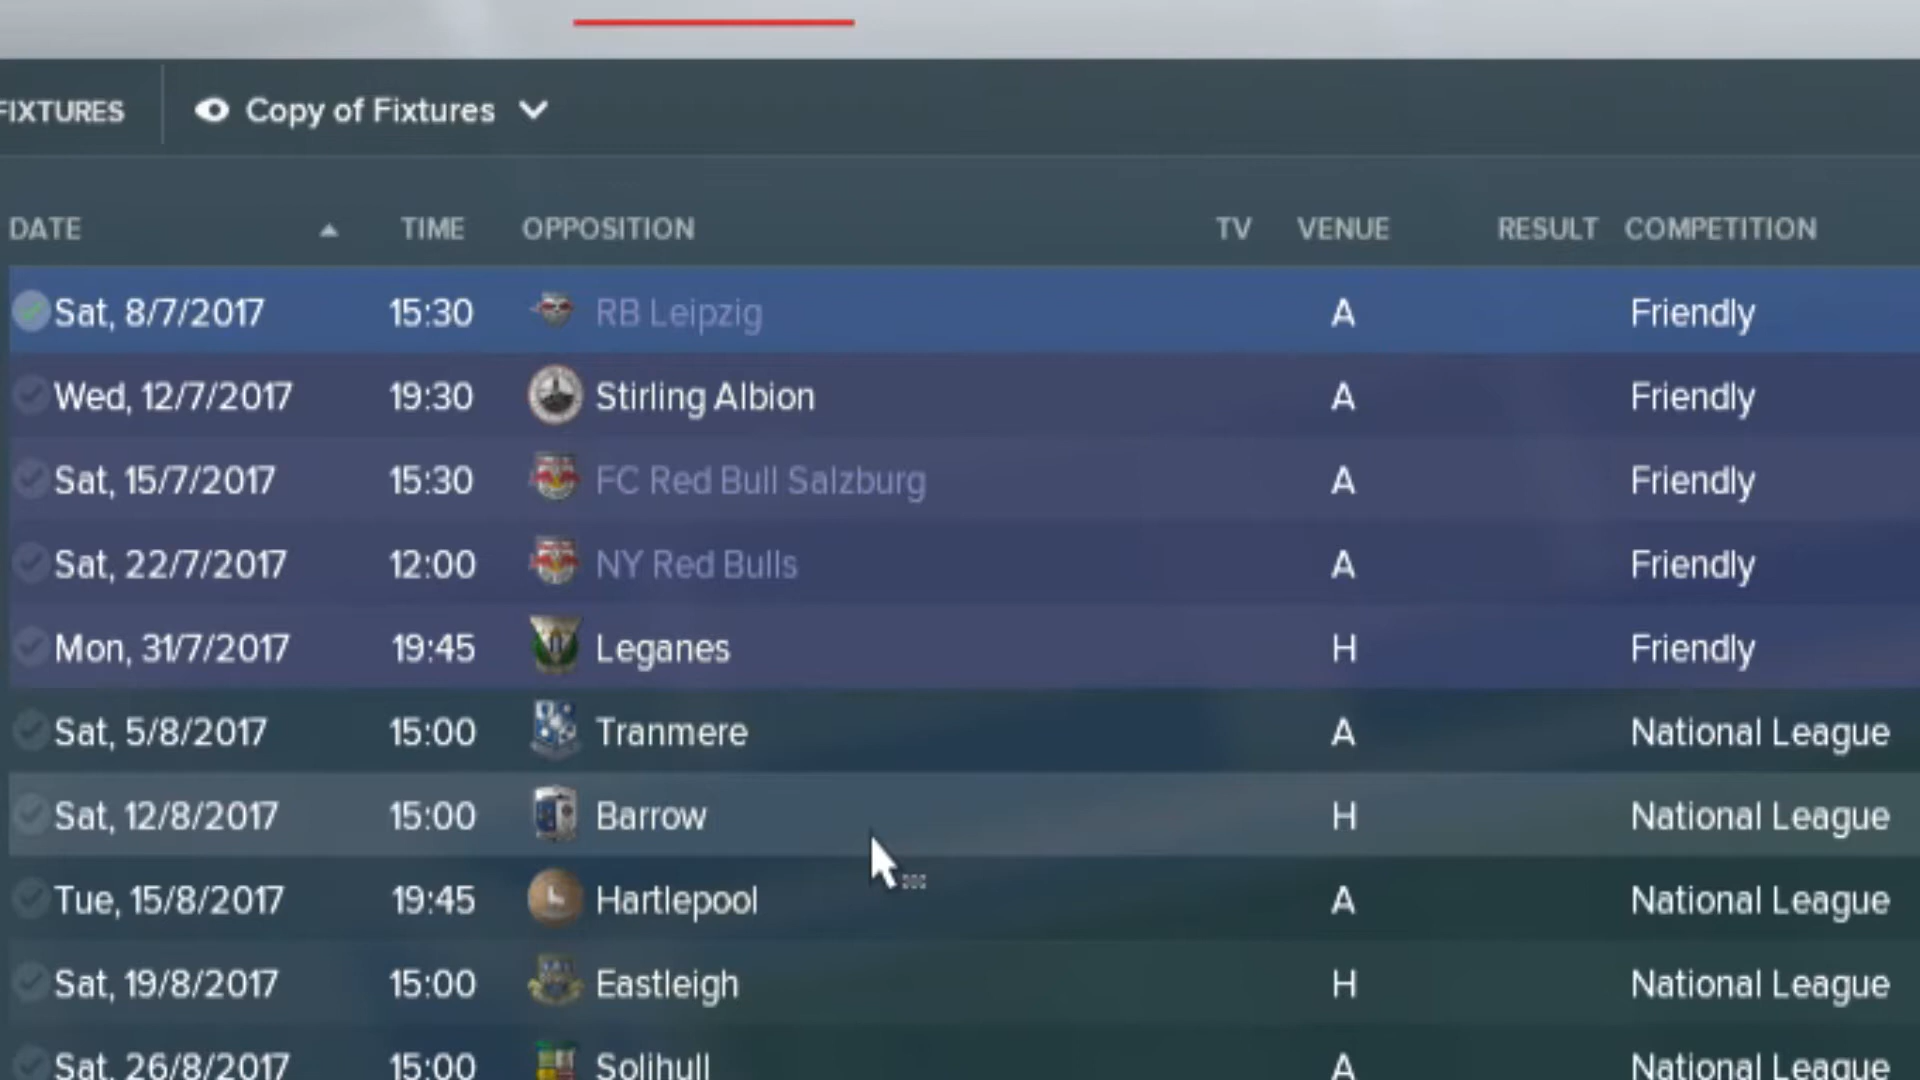 FIXTURES Copy of Fixtures
DATE TIME OPPOSITION TV VENUE RESULT COMPETITION
Sat, 8/7/2017 15:30 RB Leipzig A Friendly
Wed, 12/7/2017 19:30 Stirling Albion A Friendly
Sat, 15/7/2017 15:30 FC Red Bull Salzburg A Friendly
Sat, 22/7/2017 12:00 NY Red Bulls A Friendly
Mon, 31/7/2017 19:45 Leganes H Friendly
Sat, 5/8/2017 15:00 Tranmere A National League
Sat, 12/8/2017 15:00 Barrow H National League
Tue, 15/8/2017 19:45 Hartlepool A National League
Sat, 19/8/2017 15:00 Eastleigh H National League
Sat, 26/8/2017 15:00 Solihull A National League